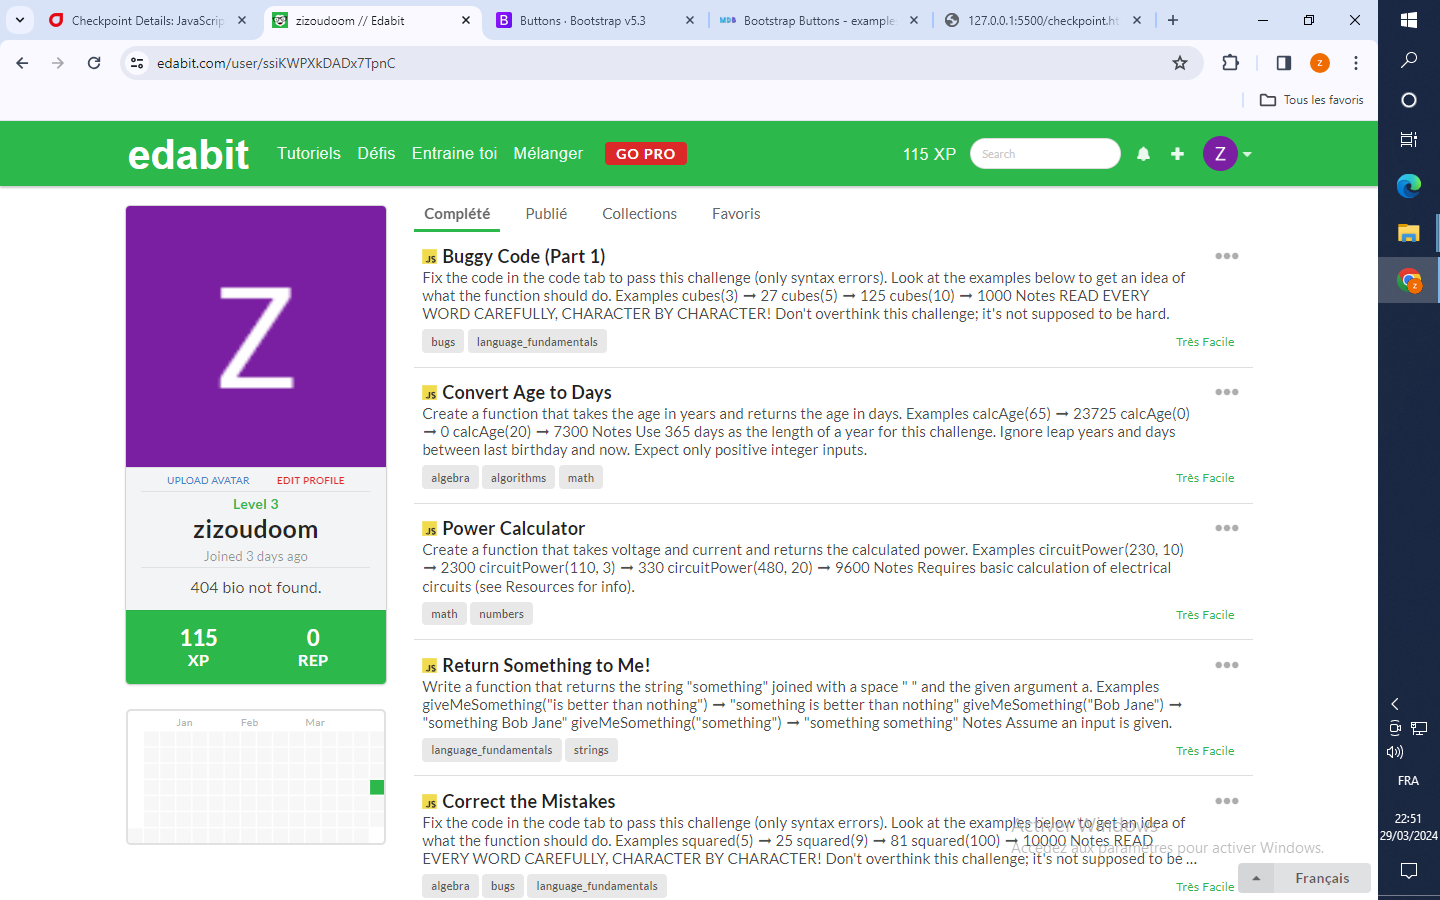 Checkpoint Details: JavaScrip
zizoudoom // Edabit
Buttons · Bootstrap v5.3
Bootstrap Buttons - examples
127.0.0.1:5500/checkpoint.ht
edabit.com/user/ssiKWPXkDADx7TpnC
Tous les favoris
edabit
Tutoriels Défis Entraine toi Mélanger GO PRO
115 XP Search Z
Z
UPLOAD AVATAR EDIT PROFILE
Level 3
zizoudoom
Joined 3 days ago
404 bio not found.
115 0
XP REP
Jan Feb Mar
Complété Publié Collections Favoris
JS Buggy Code (Part 1)
Fix the code in the code tab to pass this challenge (only syntax errors). Look at the examples below to get an idea of
what the function should do. Examples cubes(3) ➞ 27 cubes(5) ➞ 125 cubes(10) ➞ 1000 Notes READ EVERY
WORD CAREFULLY, CHARACTER BY CHARACTER! Don't overthink this challenge; it's not supposed to be hard.
bugs language_fundamentals Très Facile
JS Convert Age to Days
Create a function that takes the age in years and returns the age in days. Examples calcAge(65) ➞ 23725 calcAge(0)
➞ 0 calcAge(20) ➞ 7300 Notes Use 365 days as the length of a year for this challenge. Ignore leap years and days
between last birthday and now. Expect only positive integer inputs.
algebra algorithms math Très Facile
JS Power Calculator
Create a function that takes voltage and current and returns the calculated power. Examples circuitPower(230, 10)
➞ 2300 circuitPower(110, 3) ➞ 330 circuitPower(480, 20) ➞ 9600 Notes Requires basic calculation of electrical
circuits (see Resources for info).
math numbers Très Facile
JS Return Something to Me!
Write a function that returns the string "something" joined with a space " " and the given argument a. Examples
giveMeSomething("is better than nothing") ➞ "something is better than nothing" giveMeSomething("Bob Jane") ➞
"something Bob Jane" giveMeSomething("something") ➞ "something something" Notes Assume an input is given.
language_fundamentals strings Très Facile
JS Correct the Mistakes
Fix the code in the code tab to pass this challenge (only syntax errors). Look at the examples below to get an idea of
what the function should do. Examples squared(5) ➞ 25 squared(9) ➞ 81 squared(100) ➞ 10000 Notes READ
EVERY WORD CAREFULLY, CHARACTER BY CHARACTER! Don't overthink this challenge; it's not supposed to be ...
algebra bugs language_fundamentals Très Facile
Activer Windows
Accédez aux paramètres pour activer Windows.
Français
FRA
22:51
29/03/2024